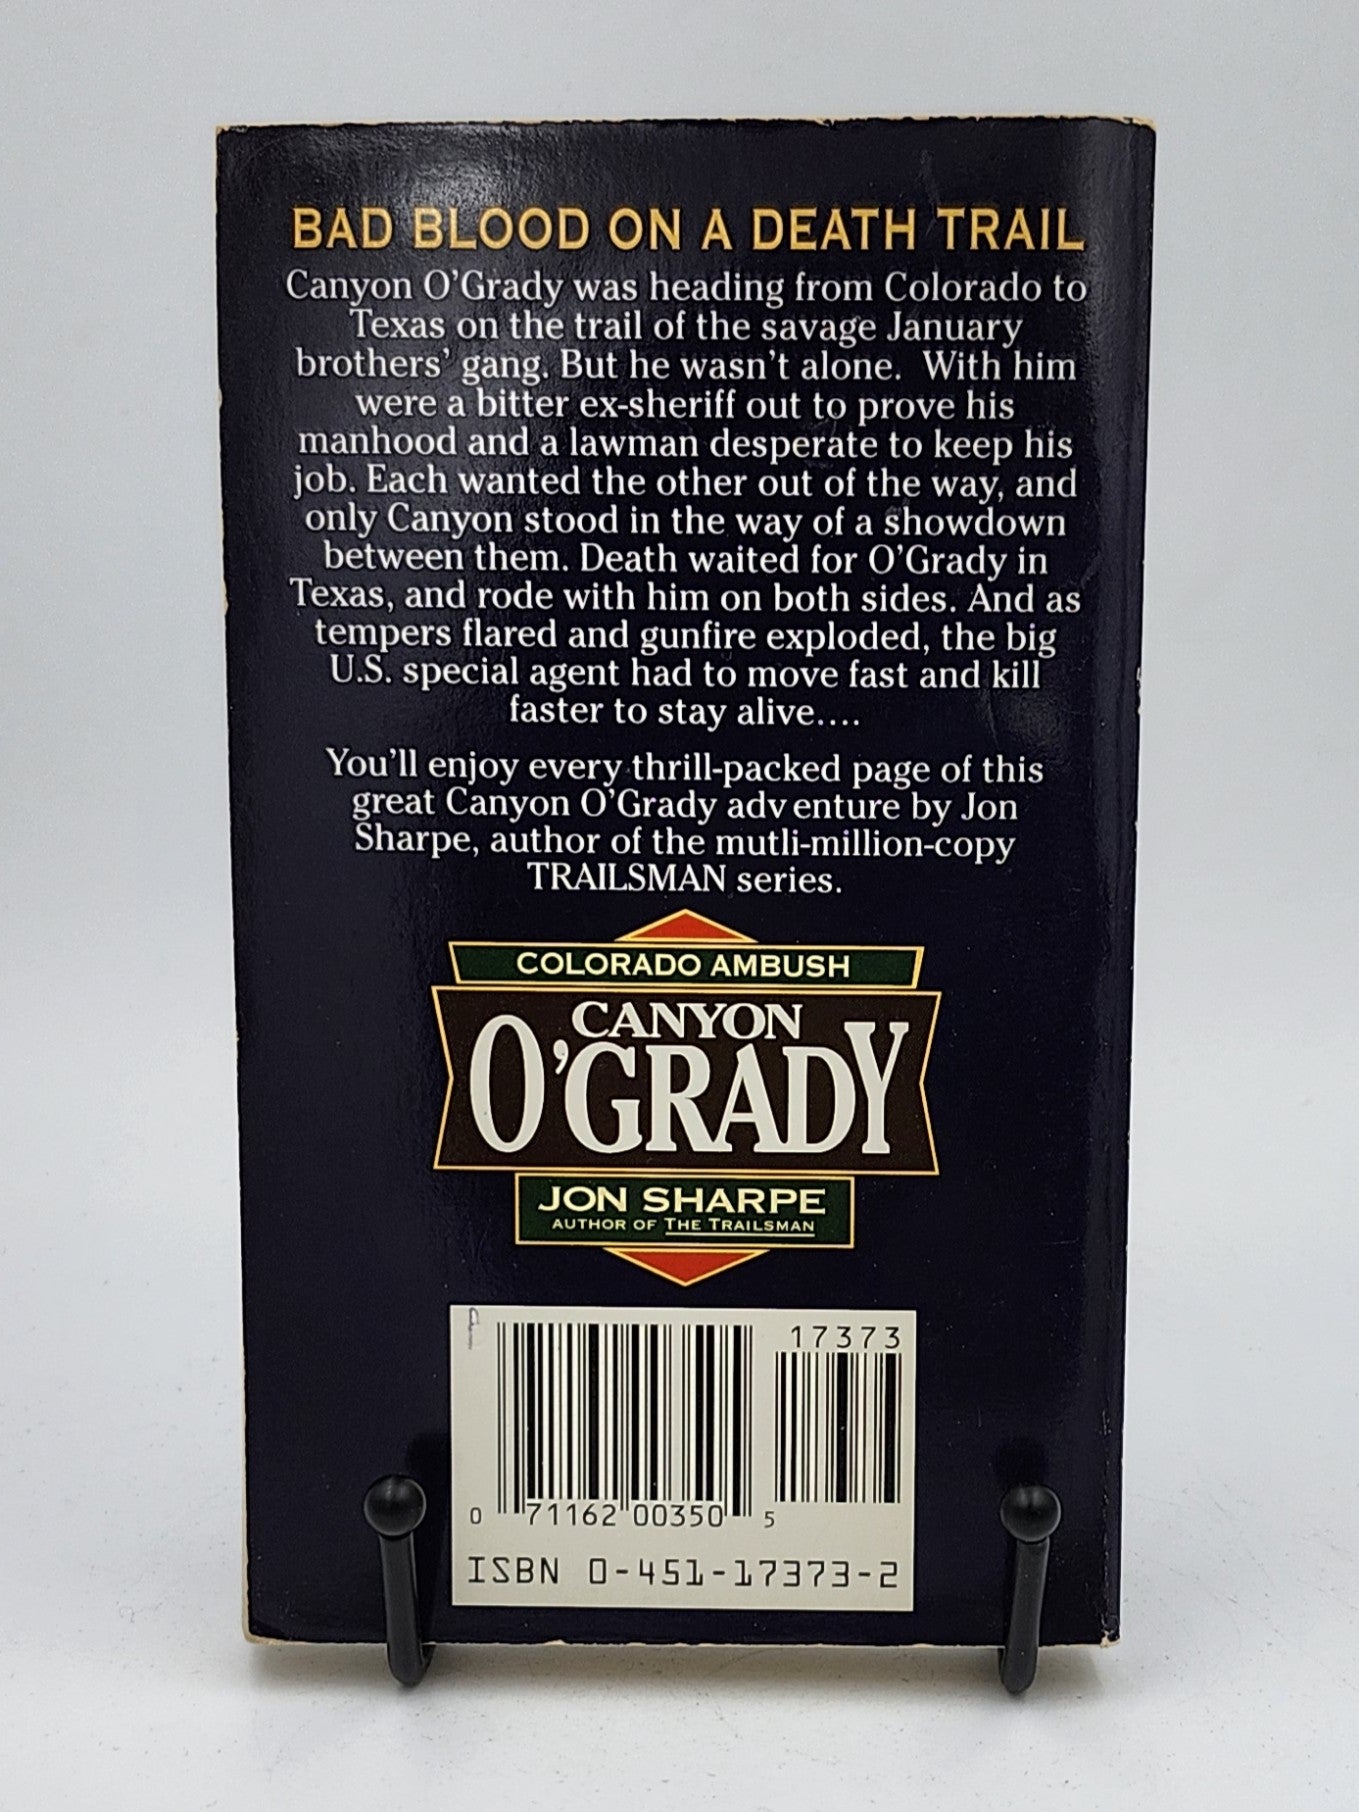 BAD BLOOD ON A DEATH TRAIL
Canyon O'Grady was heading from Colorado to
Texas on the trail of the savage January
brothers' gang. But he wasn't alone. With him
were a bitter ex-sheriff out to prove his
manhood and a lawman desperate to keep his
job. Each wanted the other out of the way, and
only Canyon stood in the way of a showdown
between them. Death waited for O'Grady in
Texas, and rode with him on both sides. And as
tempers flared and gunfire exploded, the big
U.S. special agent had to move fast and kill
faster to stay alive....
You'll enjoy every thrill-packed page of this
great Canyon O'Grady adv enture by Jon
Sharpe, author of the mutli-million-copy
TRAILSMAN series.
COLORADO AMBUSH
CANYON
O'GRADY
JON SHARPE
AUTHOR OF THE TRAILSMAN
17373
0 71162 00350 5
ISBN 0-451-17373-2